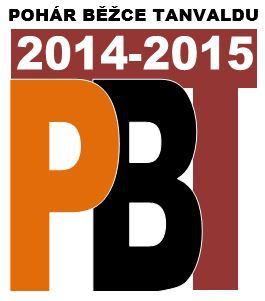 POHÁR BĚŽCE TANVALDU
2014-2015
PBT